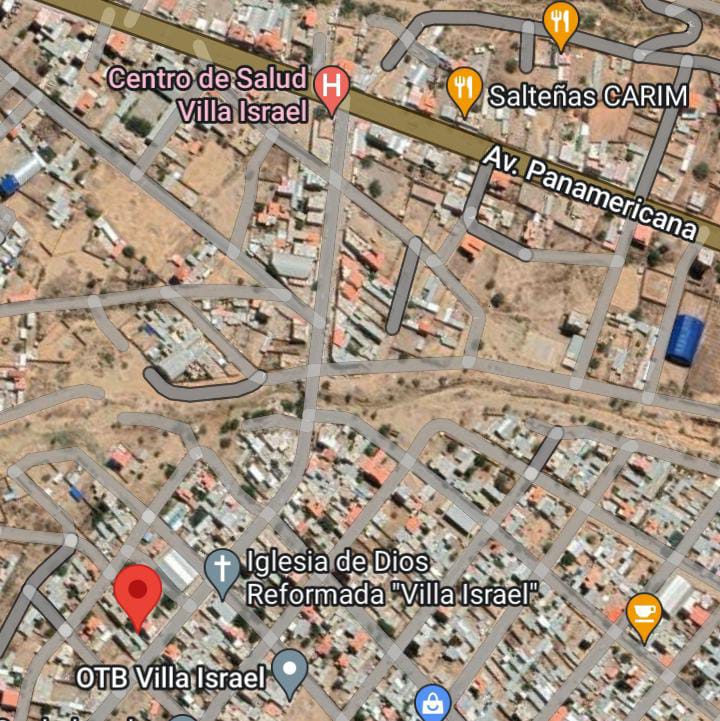 Centro de Salud
Villa Israel
H
Salteñas CARIM
Av. Panamericana
Iglesia de Dios
Reformada "Villa Israel"
OTB Villa Israel